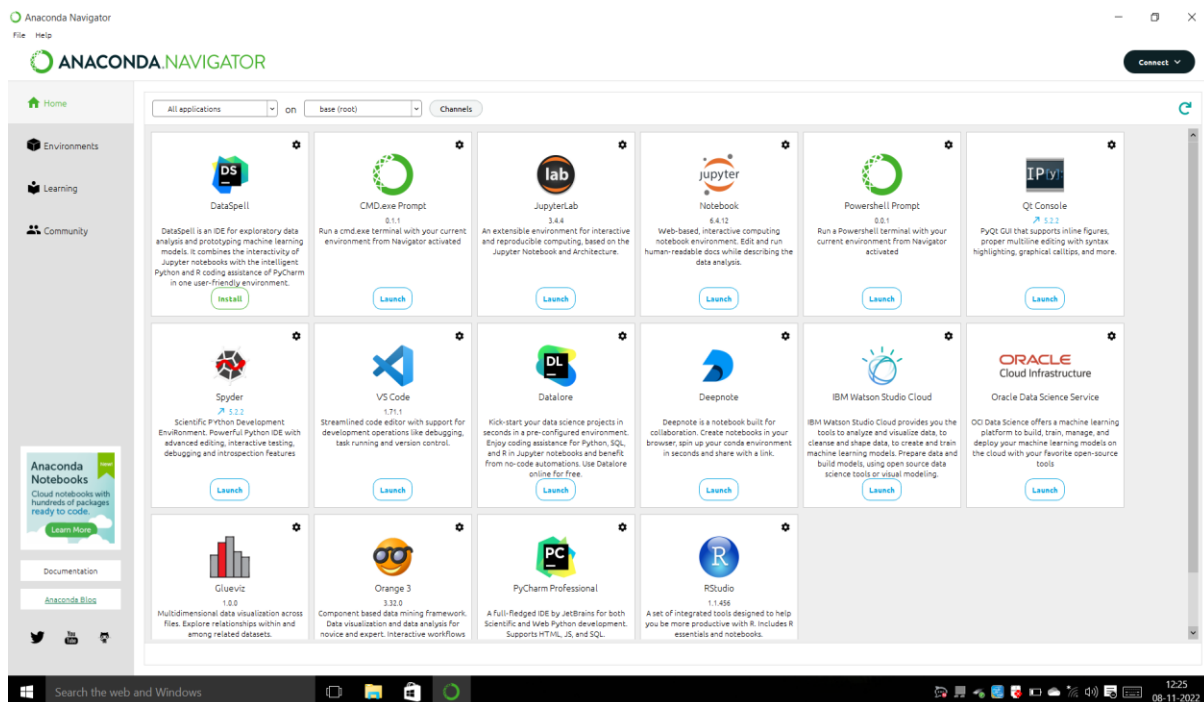 Anaconda Navigator
File Help
ANACONDA.NAVIGATOR
Connect
Home
Environments
Learning
Community
All applications
on
base (root)
Channels
DS
DataSpell
DataSpell is an IDE for exploratory data
analysis and prototyping machine learning
models. It combines the interactivity of
Jupyter notebooks with the intelligent
Python and R coding assistance of PyCharm
in one user-friendly environment.
Install
CMD.exe Prompt
0.1.1
Run a cmd.exe terminal with your current
environment from Navigator activated
Launch
lab
JupyterLab
3.4.4
An extensible environment for interactive
and reproducible computing, based on the
Jupyter Notebook and Architecture.
Launch
jupyter
Notebook
6.4.12
Web-based, interactive computing
notebook environment. Edit and run
human-readable docs while describing the
data analysis.
Launch
Powershell Prompt
0.0.1
Run a Powershell terminal with your
current environment from Navigator
activated
Launch
IP[y]:
Qt Console
5.2.2
PyQt GUI that supports inline figures,
proper multiline editing with syntax
highlighting, graphical calltips, and more.
Launch
Spyder
5.2.2
Scientific PYthon Development
EnviRonment. Powerful Python IDE with
advanced editing, interactive testing,
debugging and introspection features
Launch
VS Code
1.71.1
Streamlined code editor with support for
development operations like debugging,
task running and version control.
Launch
DL
Datalore
Kick-start your data science projects in
seconds in a pre-configured environment.
Enjoy coding assistance for Python, SQL,
and R in Jupyter notebooks and benefit
from no-code automations. Use Datalore
online for free.
Launch
Deepnote
Deepnote is a notebook built for
collaboration. Create notebooks in your
browser, spin up your conda environment
in seconds and share with a link.
Launch
IBM Watson Studio Cloud
IBM Watson Studio Cloud provides you the
tools to analyze and visualize data, to
cleanse and shape data, to create and train
machine learning models. Prepare data and
build models, using open source data
science tools or visual modeling.
Launch
ORACLE
Cloud Infrastructure
Oracle Data Science Service
OCI Data Science offers a machine learning
platform to build, train, manage, and
deploy your machine learning models on
the cloud with your favorite open-source
tools
Launch
Glueviz
1.0.0
Multidimensional data visualization across
files. Explore relationships within and
among related datasets.
Orange 3
3.32.0
Component based data mining framework.
Data visualization and data analysis for
novice and expert. Interactive workflows
PC
PyCharm Professional
A full-fledged IDE by JetBrains for both
Scientific and Web Python development.
Supports HTML, JS, and SQL.
R
RStudio
1.1.456
A set of integrated tools designed to help
you be more productive with R. Includes R
essentials and notebooks.
Anaconda
Notebooks
New!
Cloud notebooks with
hundreds of packages
ready to code.
Learn More
Documentation
Anaconda Blog
You
Tube
Search the web and Windows
12:25
08-11-2022